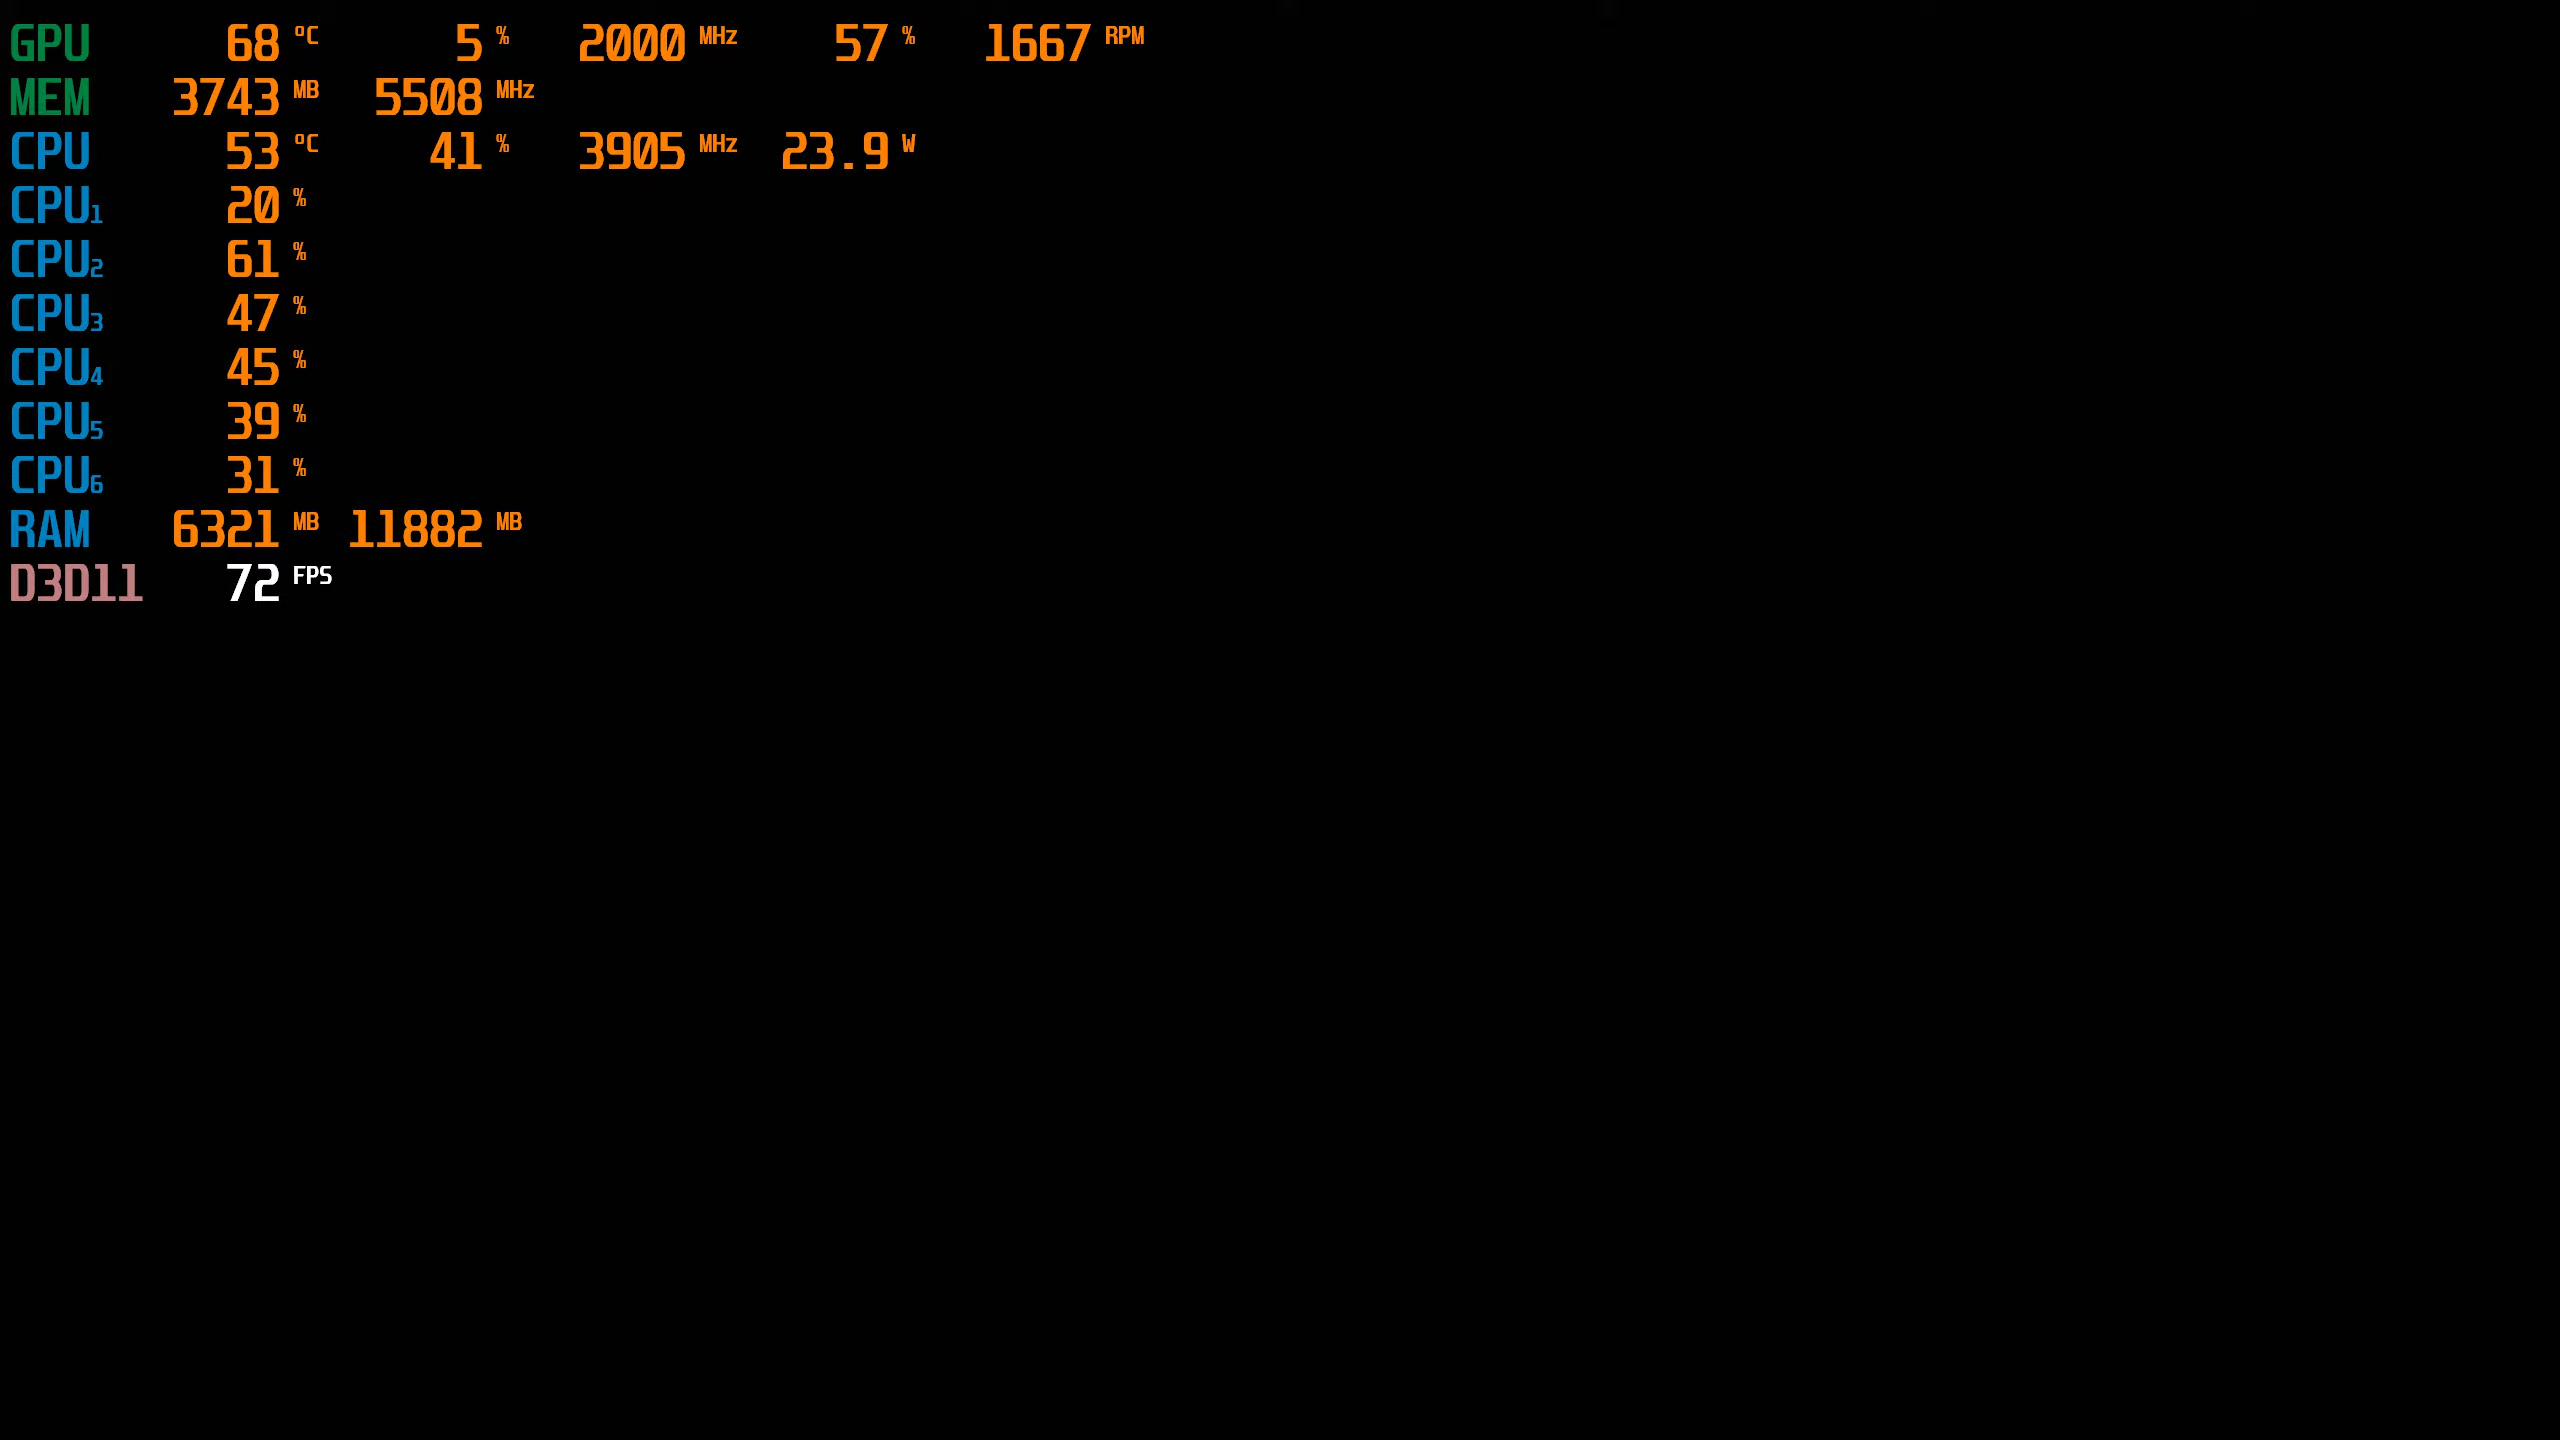 GPU 68 °C 5 % 2000 MHz 57 % 1667 RPM
MEM 3743 MB 5508 MHz
CPU 53 °C 41 % 3905 MHz 23.9 W
CPU1 20 %
CPU2 61 %
CPU3 47 %
CPU4 45 %
CPU5 39 %
CPU6 31 %
RAM 6321 MB 11882 MB
D3D11 72 FPS